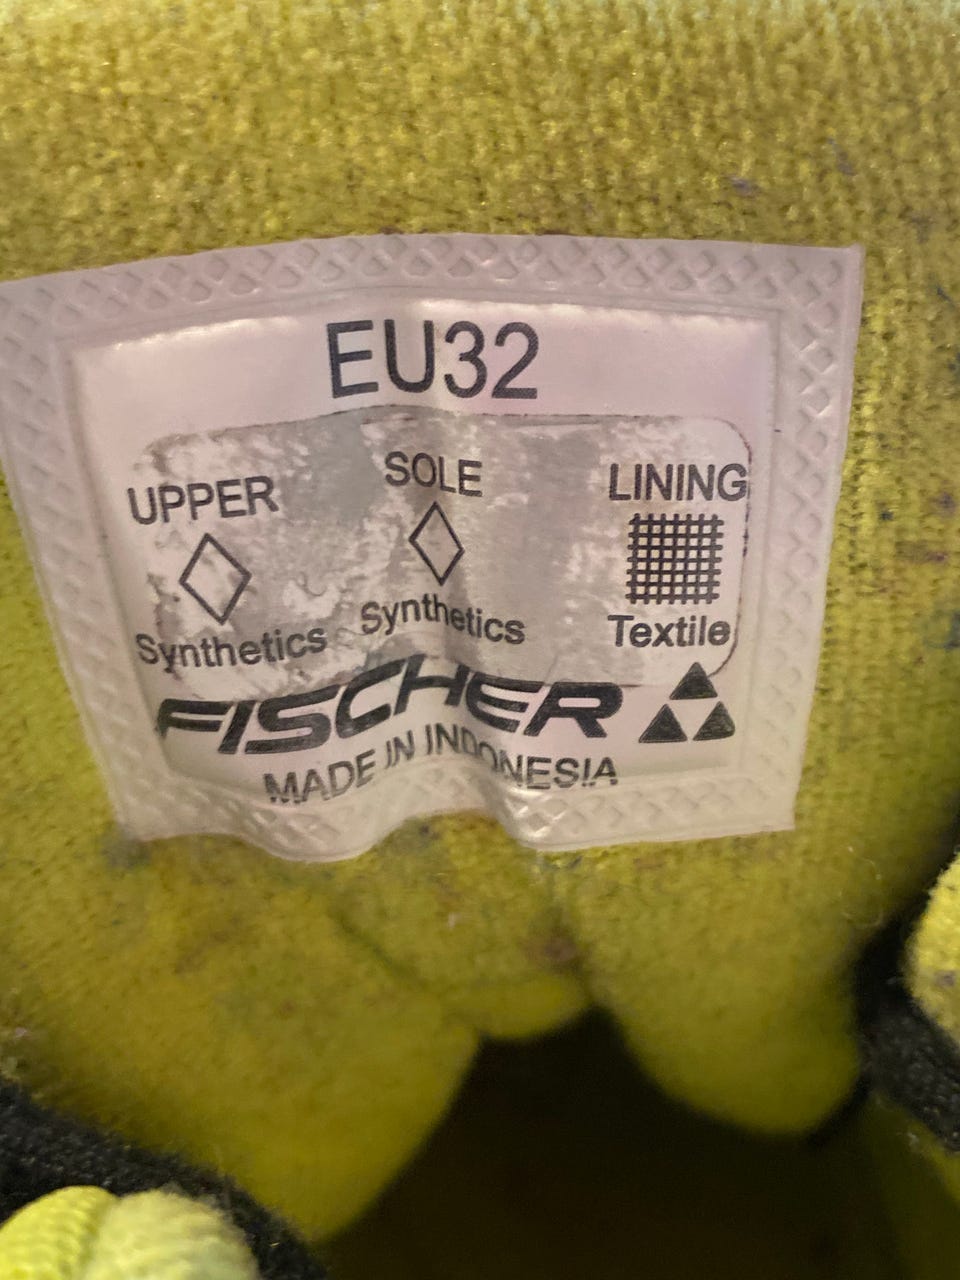 EU32
UPPER SOLE LINING
Synthetics Synthetics Textile
FISCHER
MADE IN INDONESIA